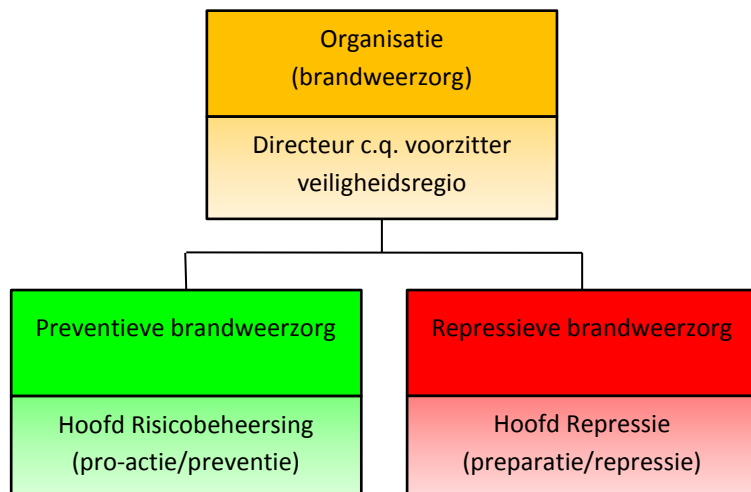 Organisatie
(brandweerzorg)
Directeur c.q. voorzitter
veiligheidsregio
Preventieve brandweerzorg
Hoofd Risicobeheersing
(pro-actie/preventie)
Repressieve brandweerzorg
Hoofd Repressie
(preparatie/repressie)